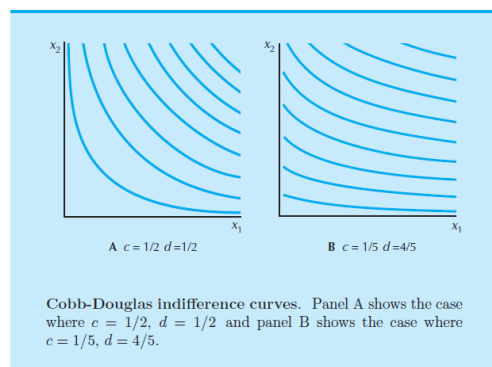 x₂ x₂
x₁ x₁
A c = 1/2 d =1/2 B c = 1/5 d =4/5
Cobb-Douglas indifference curves. Panel A shows the case
where c = 1/2, d = 1/2 and panel B shows the case where
c = 1/5, d = 4/5.